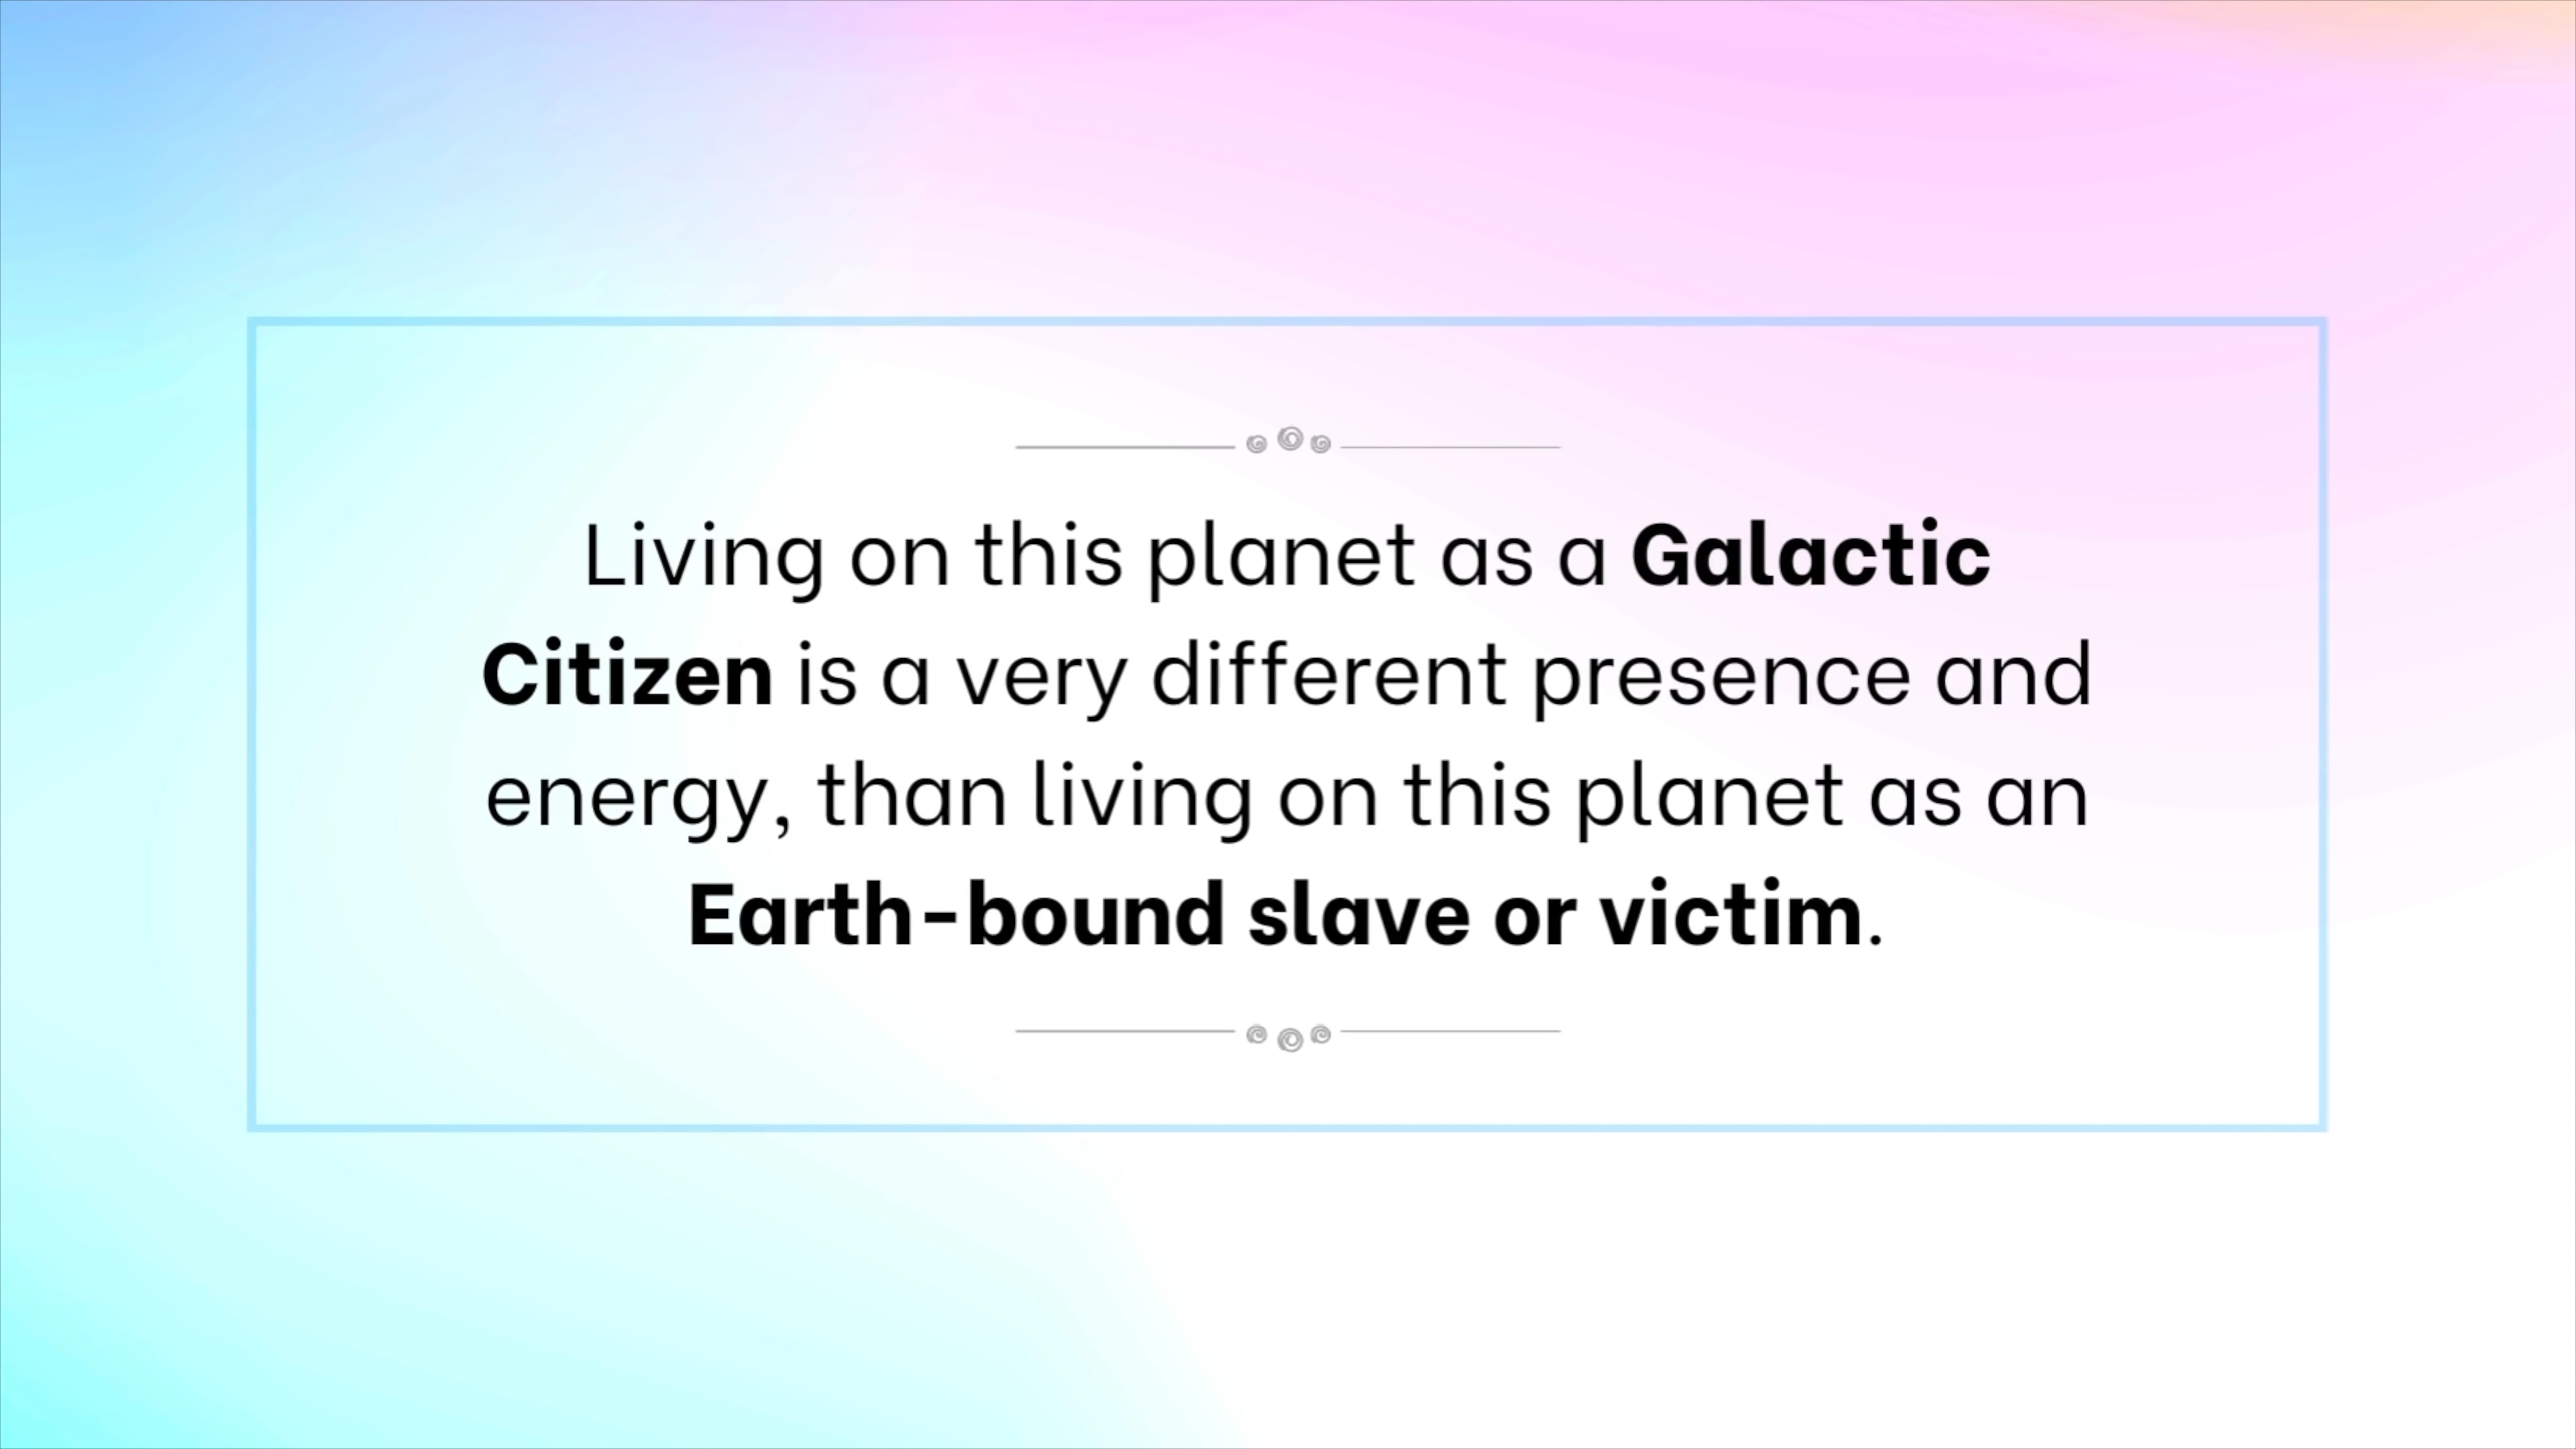 Living on this planet as a Galactic
Citizen is a very different presence and
energy, than living on this planet as an
Earth-bound slave or victim.